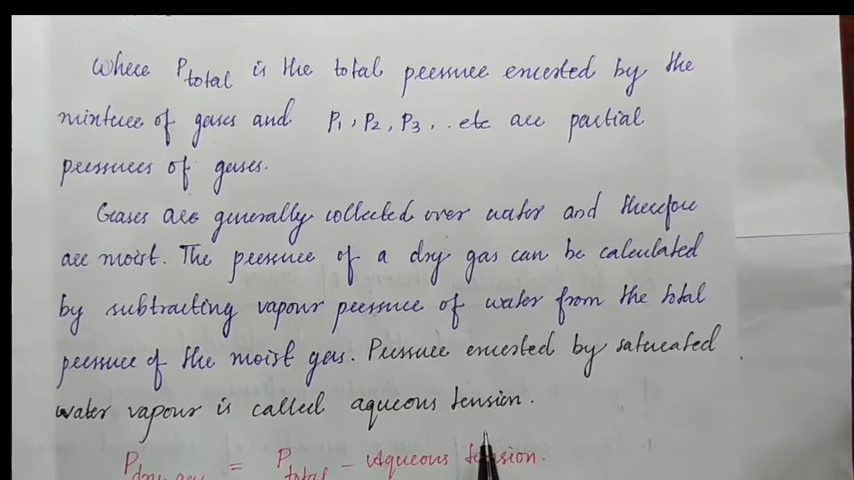 Where P total is the total pressure exerted by the
mixture of gases and P1, P2, P3, .. etc are partial
pressures of gases.
Gases are generally collected over water and therefore
are moist. The pressure of a dry gas can be calculated
by subtracting vapour pressure of water from the total
pressure of the moist gas. Pressure exerted by saturated
water vapour is called aqueous tension.
P dry gas = P total - Aqueous tension.